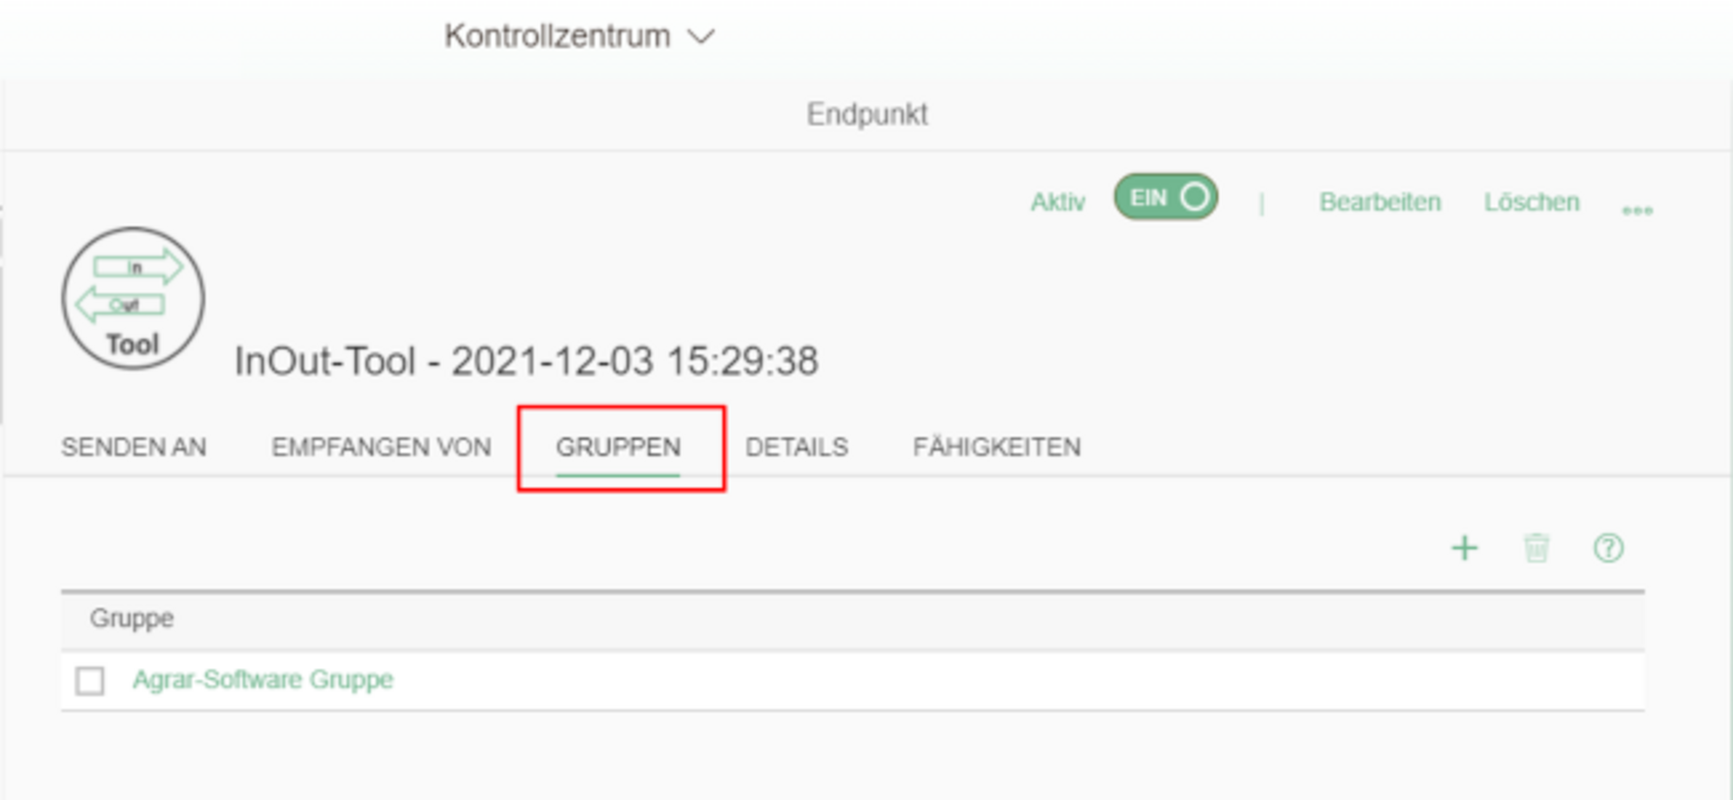 Kontrollzentrum
Endpunkt
Aktiv EIN | Bearbeiten Löschen
In
Out
Tool
InOut-Tool - 2021-12-03 15:29:38
SENDEN AN EMPFANGEN VON GRUPPEN DETAILS FÄHIGKEITEN
Gruppe
Agrar-Software Gruppe